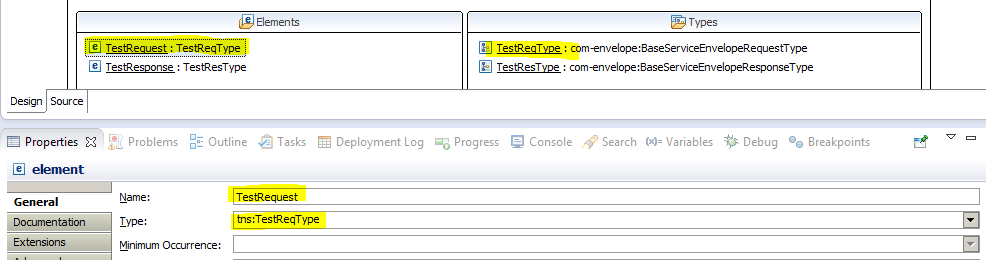 Elements
Types
TestRequest : TestReqType
TestResponse : TestResType
TestReqType : com-envelope:BaseServiceEnvelopeRequestType
TestResType : com-envelope:BaseServiceEnvelopeResponseType
Design Source
Properties Problems Outline Tasks Deployment Log Progress Console Search Variables Debug Breakpoints
element
General
Documentation
Extensions
Name: TestRequest
Type: tns:TestReqType
Minimum Occurrence: